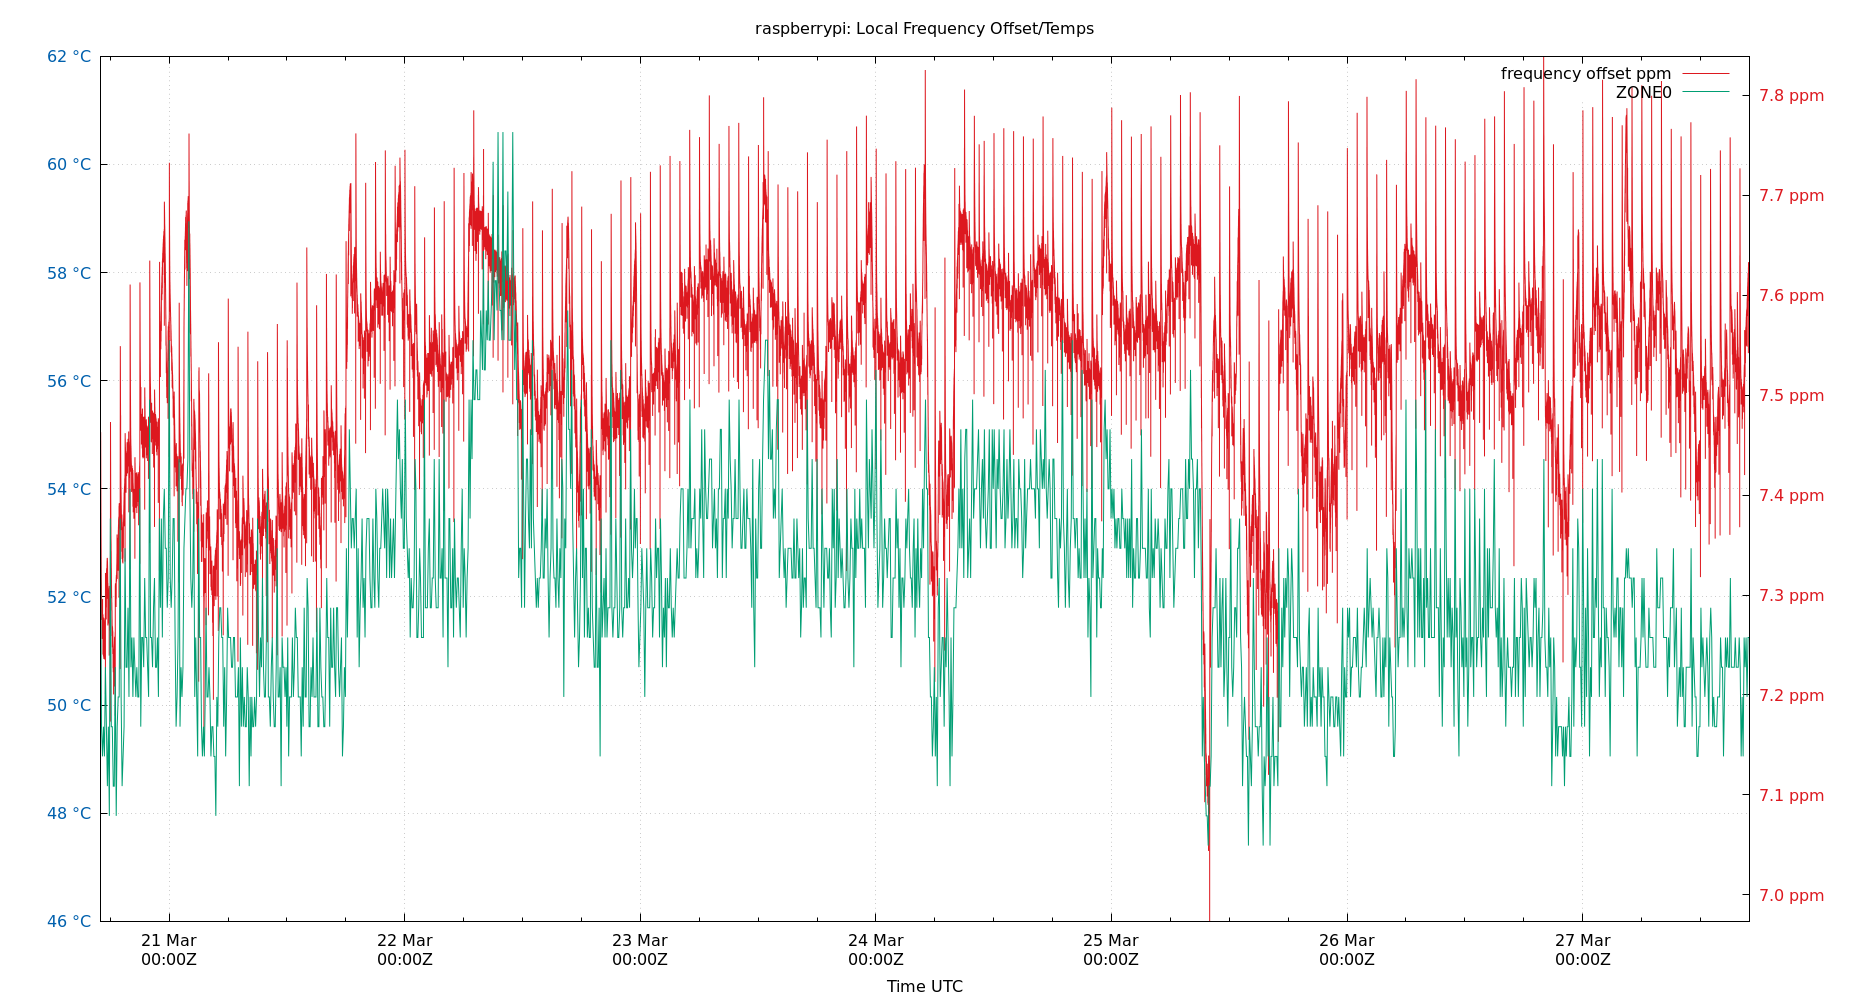 raspberrypi: Local Frequency Offset/Temps
62 °C
60 °C
58 °C
56 °C
54 °C
52 °C
50 °C
48 °C
46 °C
frequency offset ppm
ZONE0
7.8 ppm
7.7 ppm
7.6 ppm
7.5 ppm
7.4 ppm
7.3 ppm
7.2 ppm
7.1 ppm
7.0 ppm
21 Mar
00:00Z
22 Mar
00:00Z
23 Mar
00:00Z
24 Mar
00:00Z
25 Mar
00:00Z
26 Mar
00:00Z
27 Mar
00:00Z
Time UTC